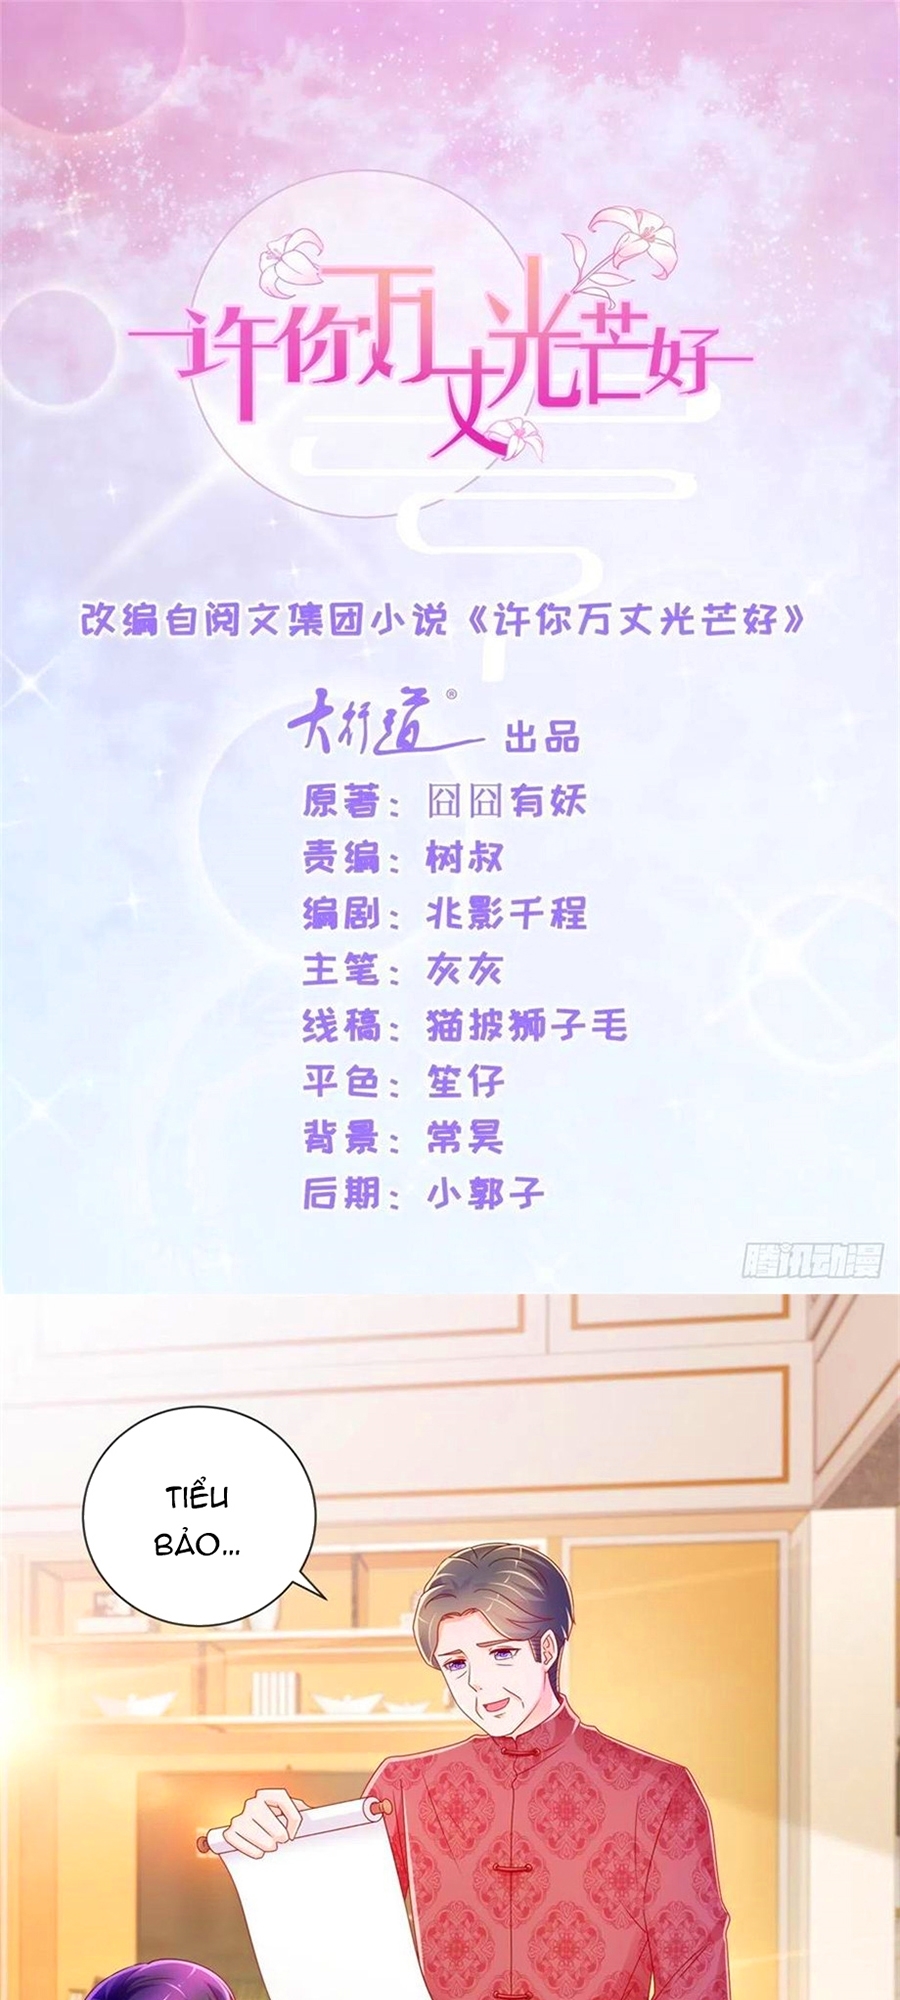 许你万丈光芒好
改编自阅文集团小说《许你万丈光芒好》
大行道® 出品
原著：囧囧有妖
责编：树叔
编剧：兆影千程
主笔：灰灰
线稿：猫披狮子毛
平色：笙仔
背景：常昊
后期：小郭子
腾讯动漫
TIỂU
BẢO...